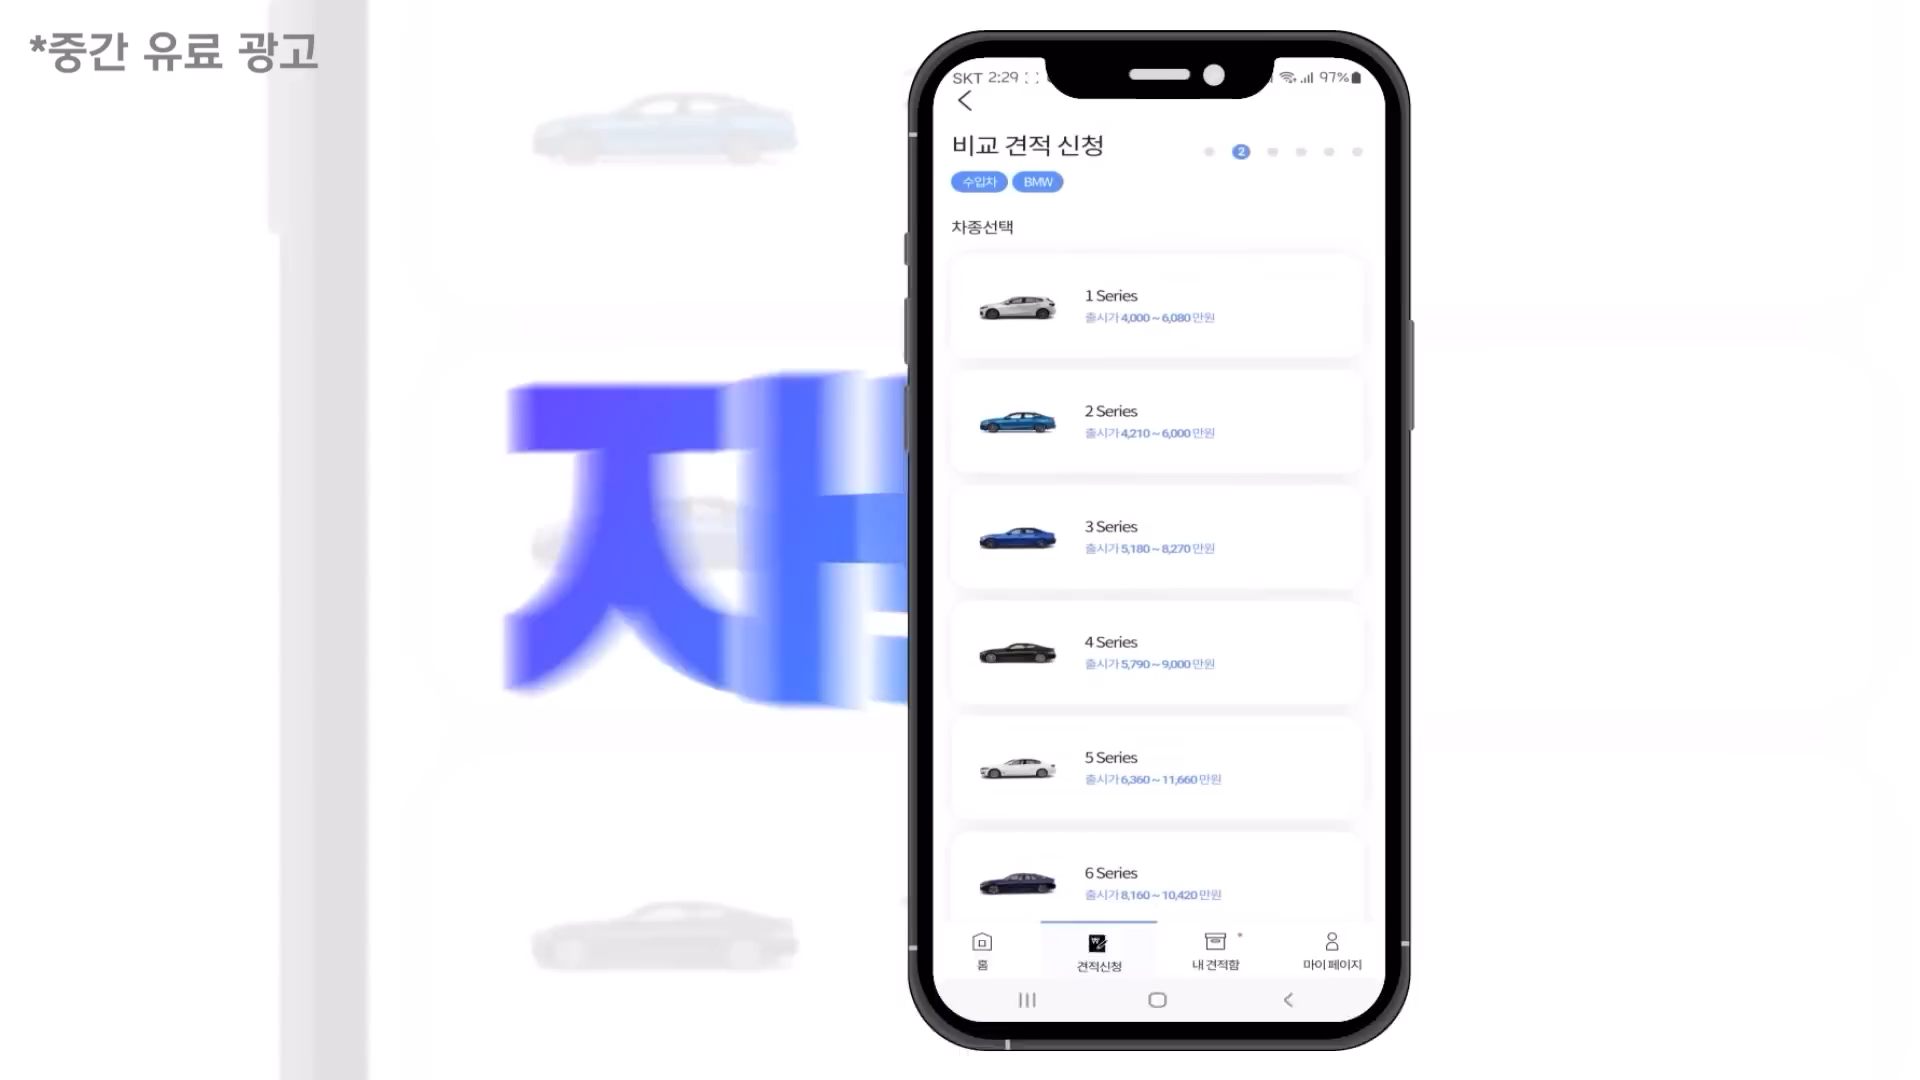 *중간 유료 광고
SKT 2:29
97%
비교 견적 신청
2
수입차 BMW
차종선택
1 Series
출시가 4,000 ~ 6,080 만원
2 Series
출시가 4,210 ~ 6,000 만원
3 Series
출시가 5,180 ~ 8,270 만원
4 Series
출시가 5,790 ~ 9,000 만원
5 Series
출시가 6,360 ~ 11,660 만원
6 Series
출시가 8,160 ~ 10,420 만원
홈 견적신청 내 견적함 마이 페이지